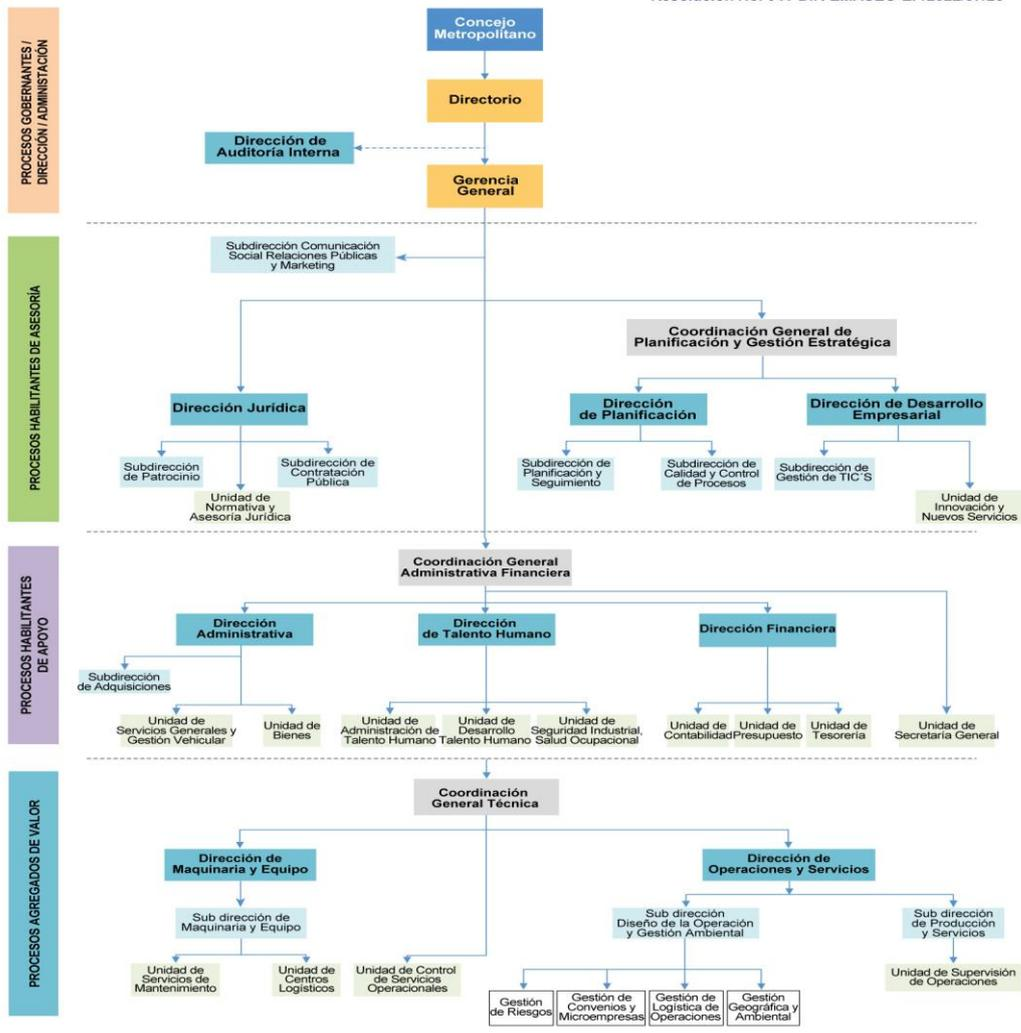 PROCESOS GOBERNANTES /
DIRECCIÓN / ADMINISTACIÓN
Concejo
Metropolitano
Directorio
Dirección de
Auditoría Interna
Gerencia
General
PROCESOS HABILITANTES DE ASESORÍA
Subdirección Comunicación
Social Relaciones Públicas
y Marketing
Coordinación General de
Planificación y Gestión Estratégica
Dirección Jurídica
Dirección
de Planificación
Dirección de Desarrollo
Empresarial
Subdirección
de Patrocinio
Unidad de
Normativa y
Asesoría Jurídica
Subdirección de
Contratación
Pública
Subdirección de
Planificación y
Seguimiento
Subdirección de
Calidad y Control
de Procesos
Subdirección de
Gestión de TIC´S
Unidad de
Innovación y
Nuevos Servicios
PROCESOS HABILITANTES
DE APOYO
Coordinación General
Administrativa Financiera
Dirección
Administrativa
Dirección
de Talento Humano
Dirección Financiera
Subdirección
de Adquisiciones
Unidad de
Servicios Generales y
Gestión Vehicular
Unidad de
Bienes
Unidad de
Administración de
Talento Humano
Unidad de
Desarrollo
Talento Humano
Unidad de
Seguridad Industrial,
Salud Ocupacional
Unidad de
Contabilidad
Unidad de
Presupuesto
Unidad de
Tesorería
Unidad de
Secretaría General
PROCESOS AGREGADOS DE VALOR
Coordinación
General Técnica
Dirección de
Maquinaria y Equipo
Dirección de
Operaciones y Servicios
Sub dirección de
Maquinaria y Equipo
Sub dirección
Diseño de la Operación
y Gestión Ambiental
Sub dirección
de Producción
y Servicios
Unidad de
Servicios de
Mantenimiento
Unidad de
Centros
Logísticos
Unidad de Control
de Servicios
Operacionales
Unidad de Supervisión
de Operaciones
Gestión
de Riesgos
Gestión de
Convenios y
Microempresas
Gestión de
Logística de
Operaciones
Gestión
Geográfica y
Ambiental